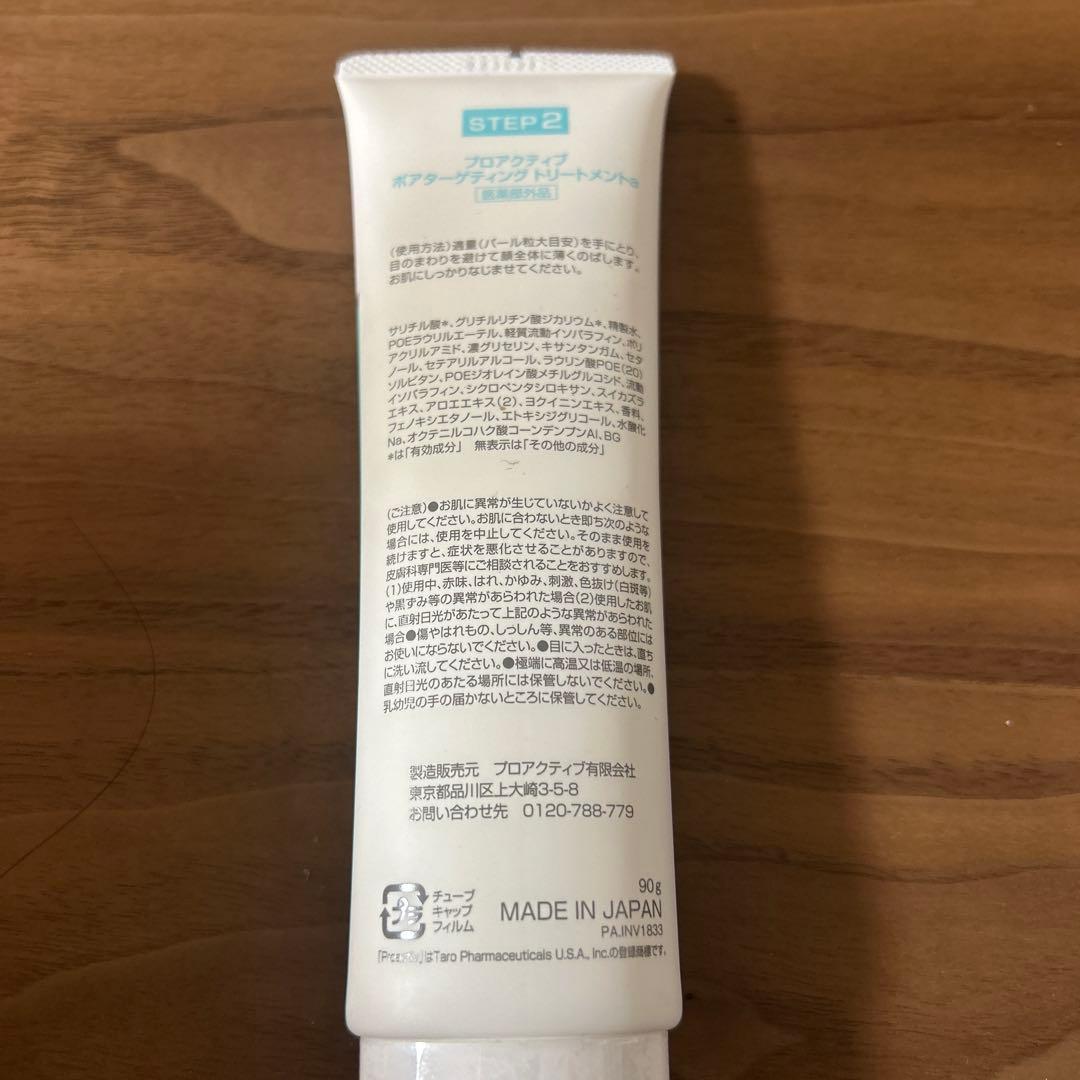 STEP 2
プロアクティブ
ポアターゲティング トリートメントa
医薬部外品
〈使用方法〉適量(パール粒大目安)を手にとり、
目のまわりを避けて顔全体に薄くのばします。
お肌にしっかりなじませてください。
サリチル酸*、グリチルリチン酸ジカリウム*、精製水、
POEラウリルエーテル、軽質流動イソパラフィン、ポリ
アクリルアミド、濃グリセリン、キサンタンガム、セタ
ノール、セテアリルアルコール、ラウリン酸POE(20)
ソルビタン、POEジオレイン酸メチルグルコシド、流動
イソパラフィン、シクロペンタシロキサン、スイカズラ
エキス、アロエエキス(2)、ヨクイニンエキス、香料、
フェノキシエタノール、エトキシジグリコール、水酸化
Na、オクテニルコハク酸コーンデンプンAl、BG
*は「有効成分」 無表示は「その他の成分」
〈ご注意〉●お肌に異常が生じていないかよく注意して
使用してください。お肌に合わないとき即ち次のような
場合には、使用を中止してください。そのまま使用を
続けますと、症状を悪化させることがありますので、
皮膚科専門医等にご相談されることをおすすめします。
(1)使用中、赤味、はれ、かゆみ、刺激、色抜け(白斑等)
や黒ずみ等の異常があらわれた場合(2)使用したお肌
に、直射日光があたって上記のような異常があらわれた
場合●傷やはれもの、しっしん等、異常のある部位には
お使いにならないでください。●目に入ったときは、直ち
に洗い流してください。●極端に高温又は低温の場所、
直射日光のあたる場所には保管しないでください。●
乳幼児の手の届かないところに保管してください。
製造販売元 プロアクティブ有限会社
東京都品川区上大崎3-5-8
お問い合わせ先 0120-788-779
プラ
チューブ
キャップ
フィルム
90g
MADE IN JAPAN
PA.INV1833
「Proactiv」はTaro Pharmaceuticals U.S.A., Inc.の登録商標です。